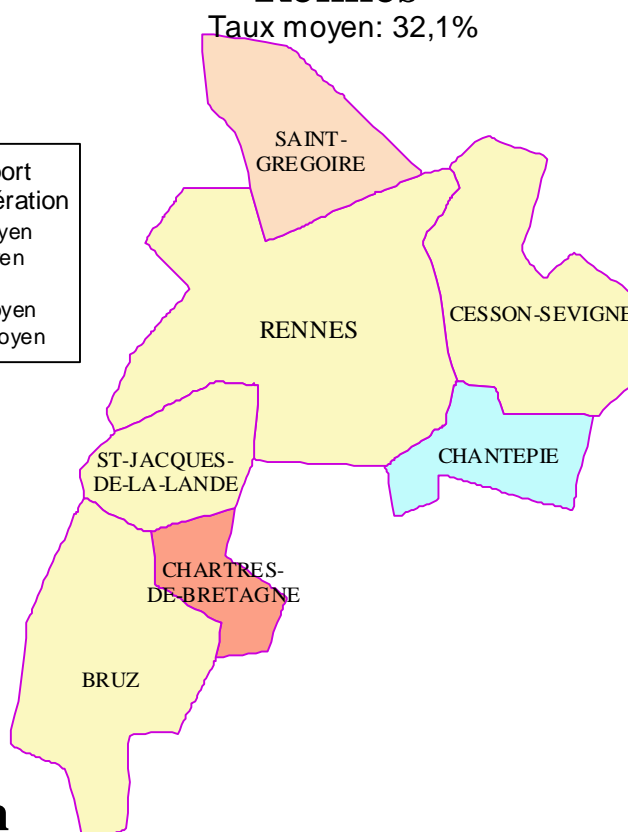 Rennes
Taux moyen: 32,1%
SAINT-
GREGOIRE
RENNES
CESSON-SEVIGNE
ST-JACQUES-
DE-LA-LANDE
CHANTEPIE
CHARTRES-
DE-BRETAGNE
BRUZ